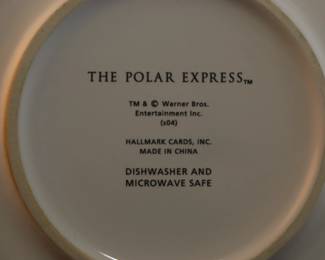 THE POLAR EXPRESS™
TM & © Warner Bros.
Entertainment Inc.
(s04)
HALLMARK CARDS, INC.
MADE IN CHINA
DISHWASHER AND
MICROWAVE SAFE